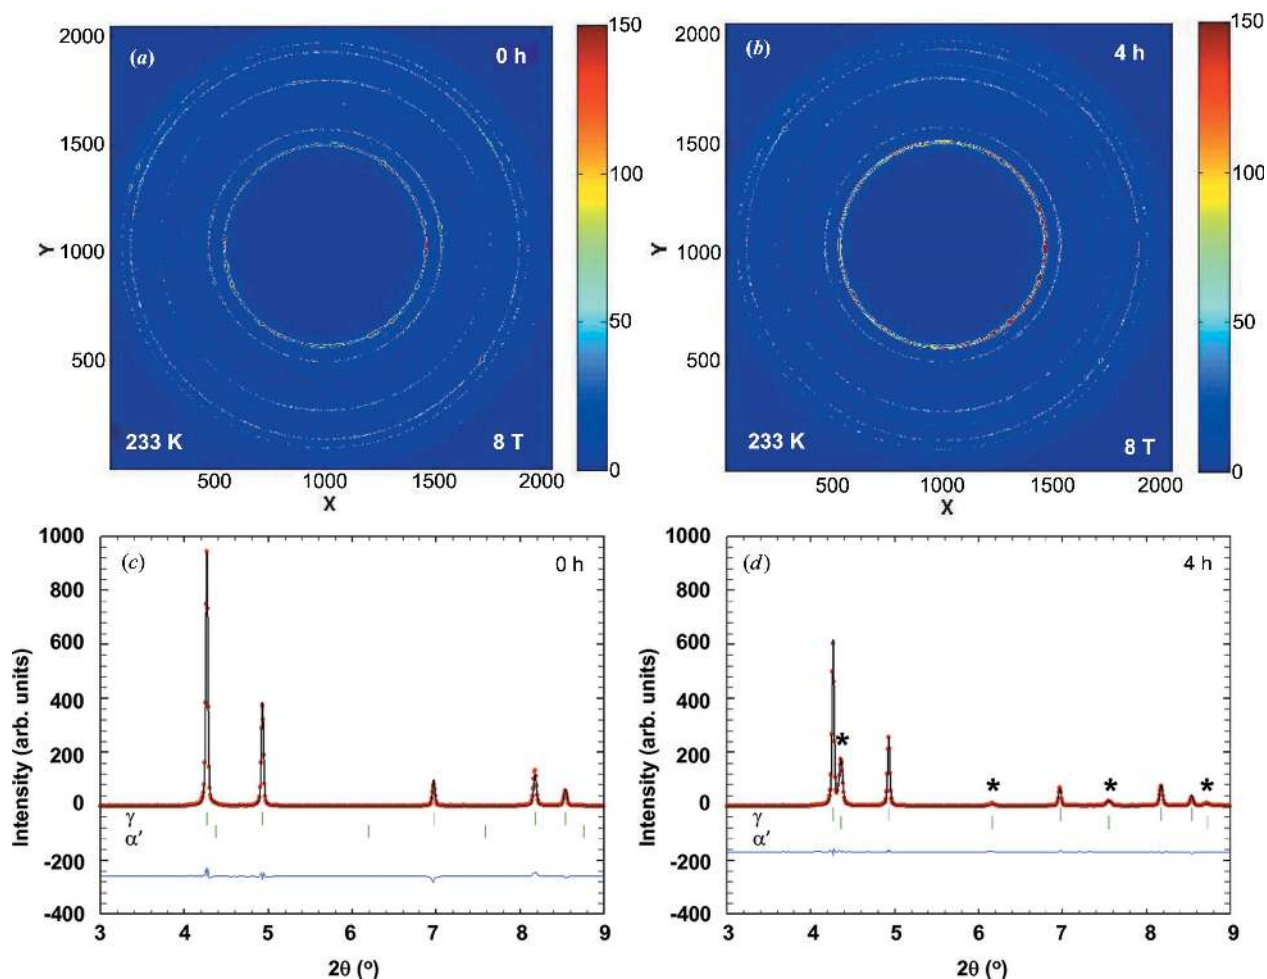 (a) 0 h
2000
1500
1000
500
Y
500 1000 1500 2000
X
233 K 8 T
150
100
50
0
(b) 4 h
2000
1500
1000
500
Y
500 1000 1500 2000
X
233 K 8 T
150
100
50
0
(c) 0 h
1000
800
600
400
200
0
-200
-400
Intensity (arb. units)
γ
α′
3 4 5 6 7 8 9
2θ (°)
(d) 4 h
1000
800
600
400
200
0
-200
-400
Intensity (arb. units)
* * * *
γ
α′
3 4 5 6 7 8 9
2θ (°)